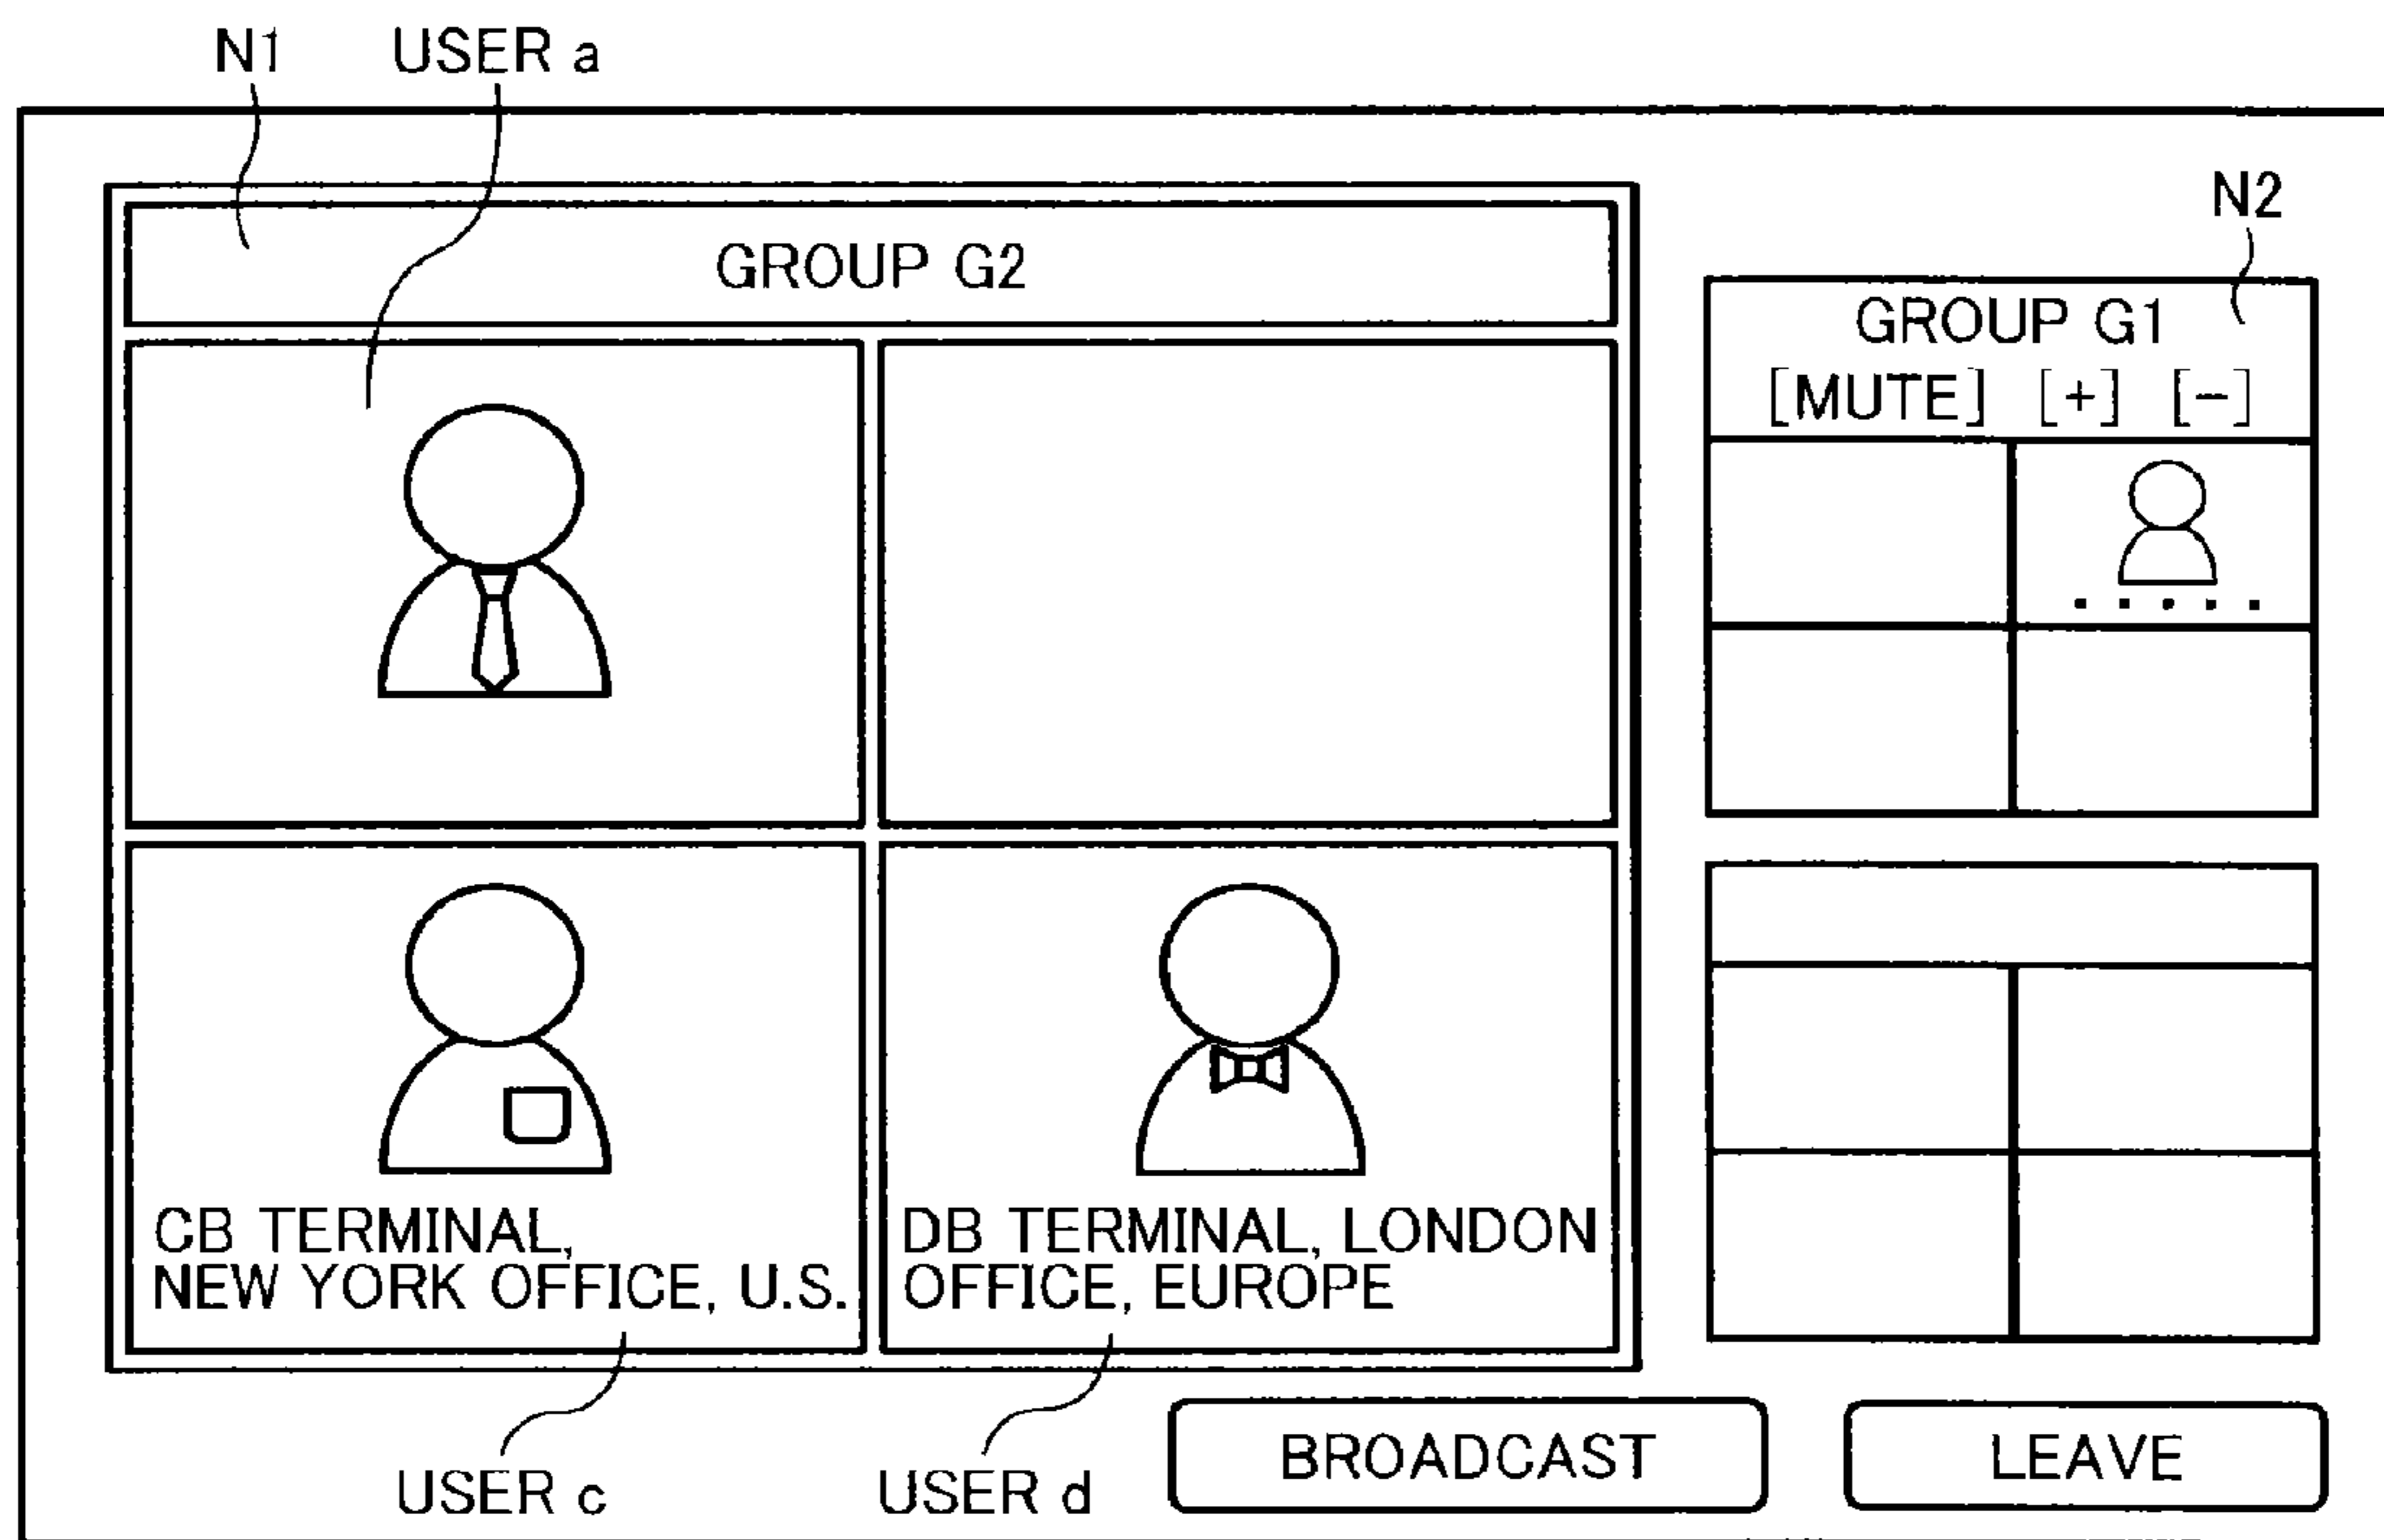 N1
USER a
N2
GROUP G2
GROUP G1
[MUTE] [+] [-]
CB TERMINAL,
NEW YORK OFFICE, U.S.
DB TERMINAL, LONDON
OFFICE, EUROPE
USER c
USER d
BROADCAST
LEAVE